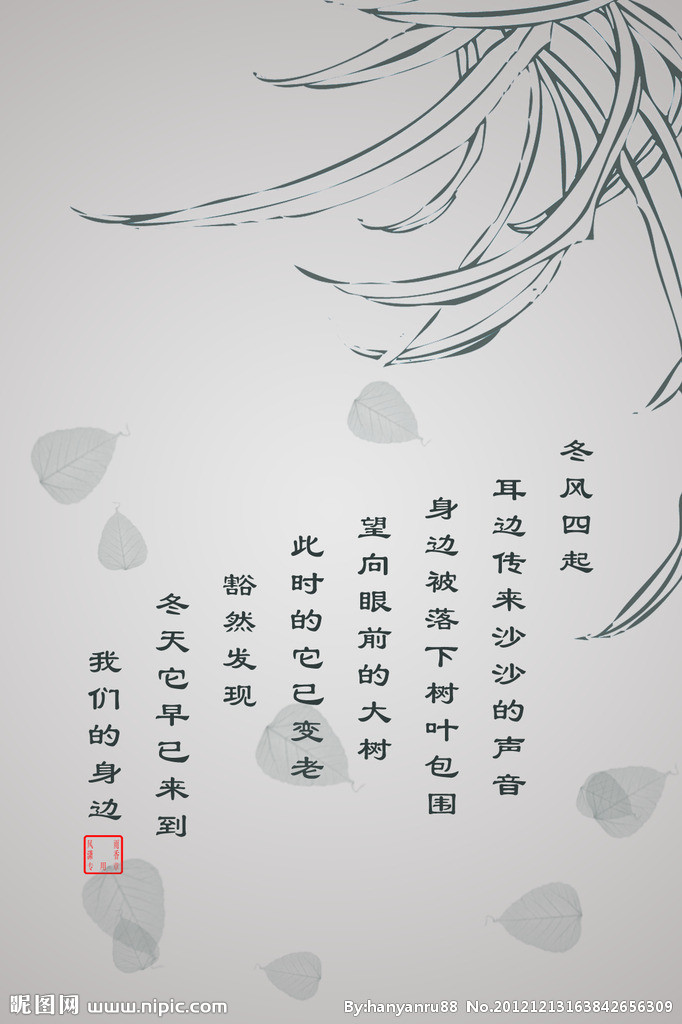 冬风四起
耳边传来沙沙的声音
身边被落下树叶包围
望向眼前的大树
此时的它已变老
豁然发现
冬天它早已来到
我们的身边
昵图网 www.nipic.com
By:hanyanru88 No.20121213163842656309